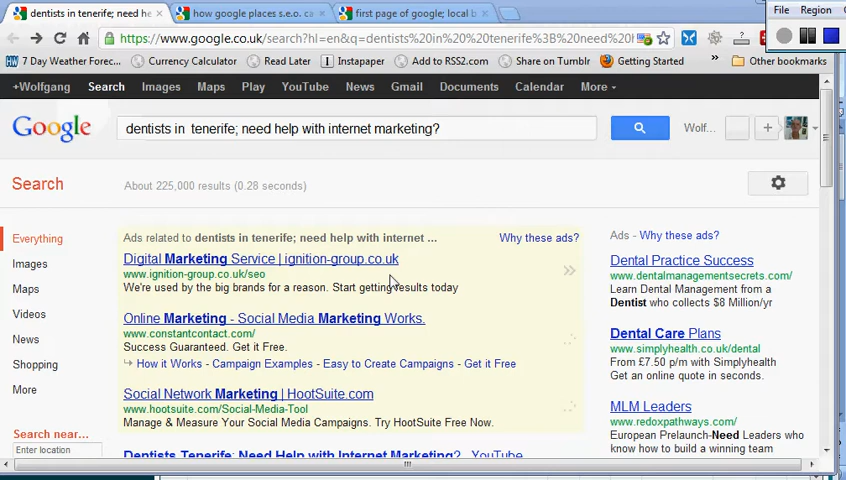 dentists in tenerife; need he
how google places s.e.o. ca
first page of google; local b
File Region
https://www.google.co.uk/search?hl=en&q=dentists%20in%20%20tenerife%3B%20need%20
7 Day Weather Forec... Currency Calculator Read Later Instapaper Add to RSS2.com Share on Tumblr Getting Started » Other bookmarks
+Wolfgang Search Images Maps Play YouTube News Gmail Documents Calendar More
Google dentists in  tenerife; need help with internet marketing? Wolf... +
Search About 225,000 results (0.28 seconds)
Everything
Images
Maps
Videos
News
Shopping
More
Search near...
Enter location
Ads related to dentists in tenerife; need help with internet ... Why these ads?
Digital Marketing Service | ignition-group.co.uk
www.ignition-group.co.uk/seo
We're used by the big brands for a reason. Start getting results today
Online Marketing - Social Media Marketing Works.
www.constantcontact.com/
Success Guaranteed. Get it Free.
How it Works - Campaign Examples - Easy to Create Campaigns - Get it Free
Social Network Marketing | HootSuite.com
www.hootsuite.com/Social-Media-Tool
Manage & Measure Your Social Media Campaigns. Try HootSuite Free Now.
Dentists Tenerife; Need Help with Internet Marketing? - YouTube
Ads - Why these ads?
Dental Practice Success
www.dentalmanagementsecrets.com/
Learn Dental Management from a
Dentist who collects $8 Million/yr
Dental Care Plans
www.simplyhealth.co.uk/dental
From £7.50 pm with Simplyhealth
Get an online quote in seconds.
MLM Leaders
www.redoxpathways.com/
European Prelaunch-Need Leaders who
know how to build a winning team